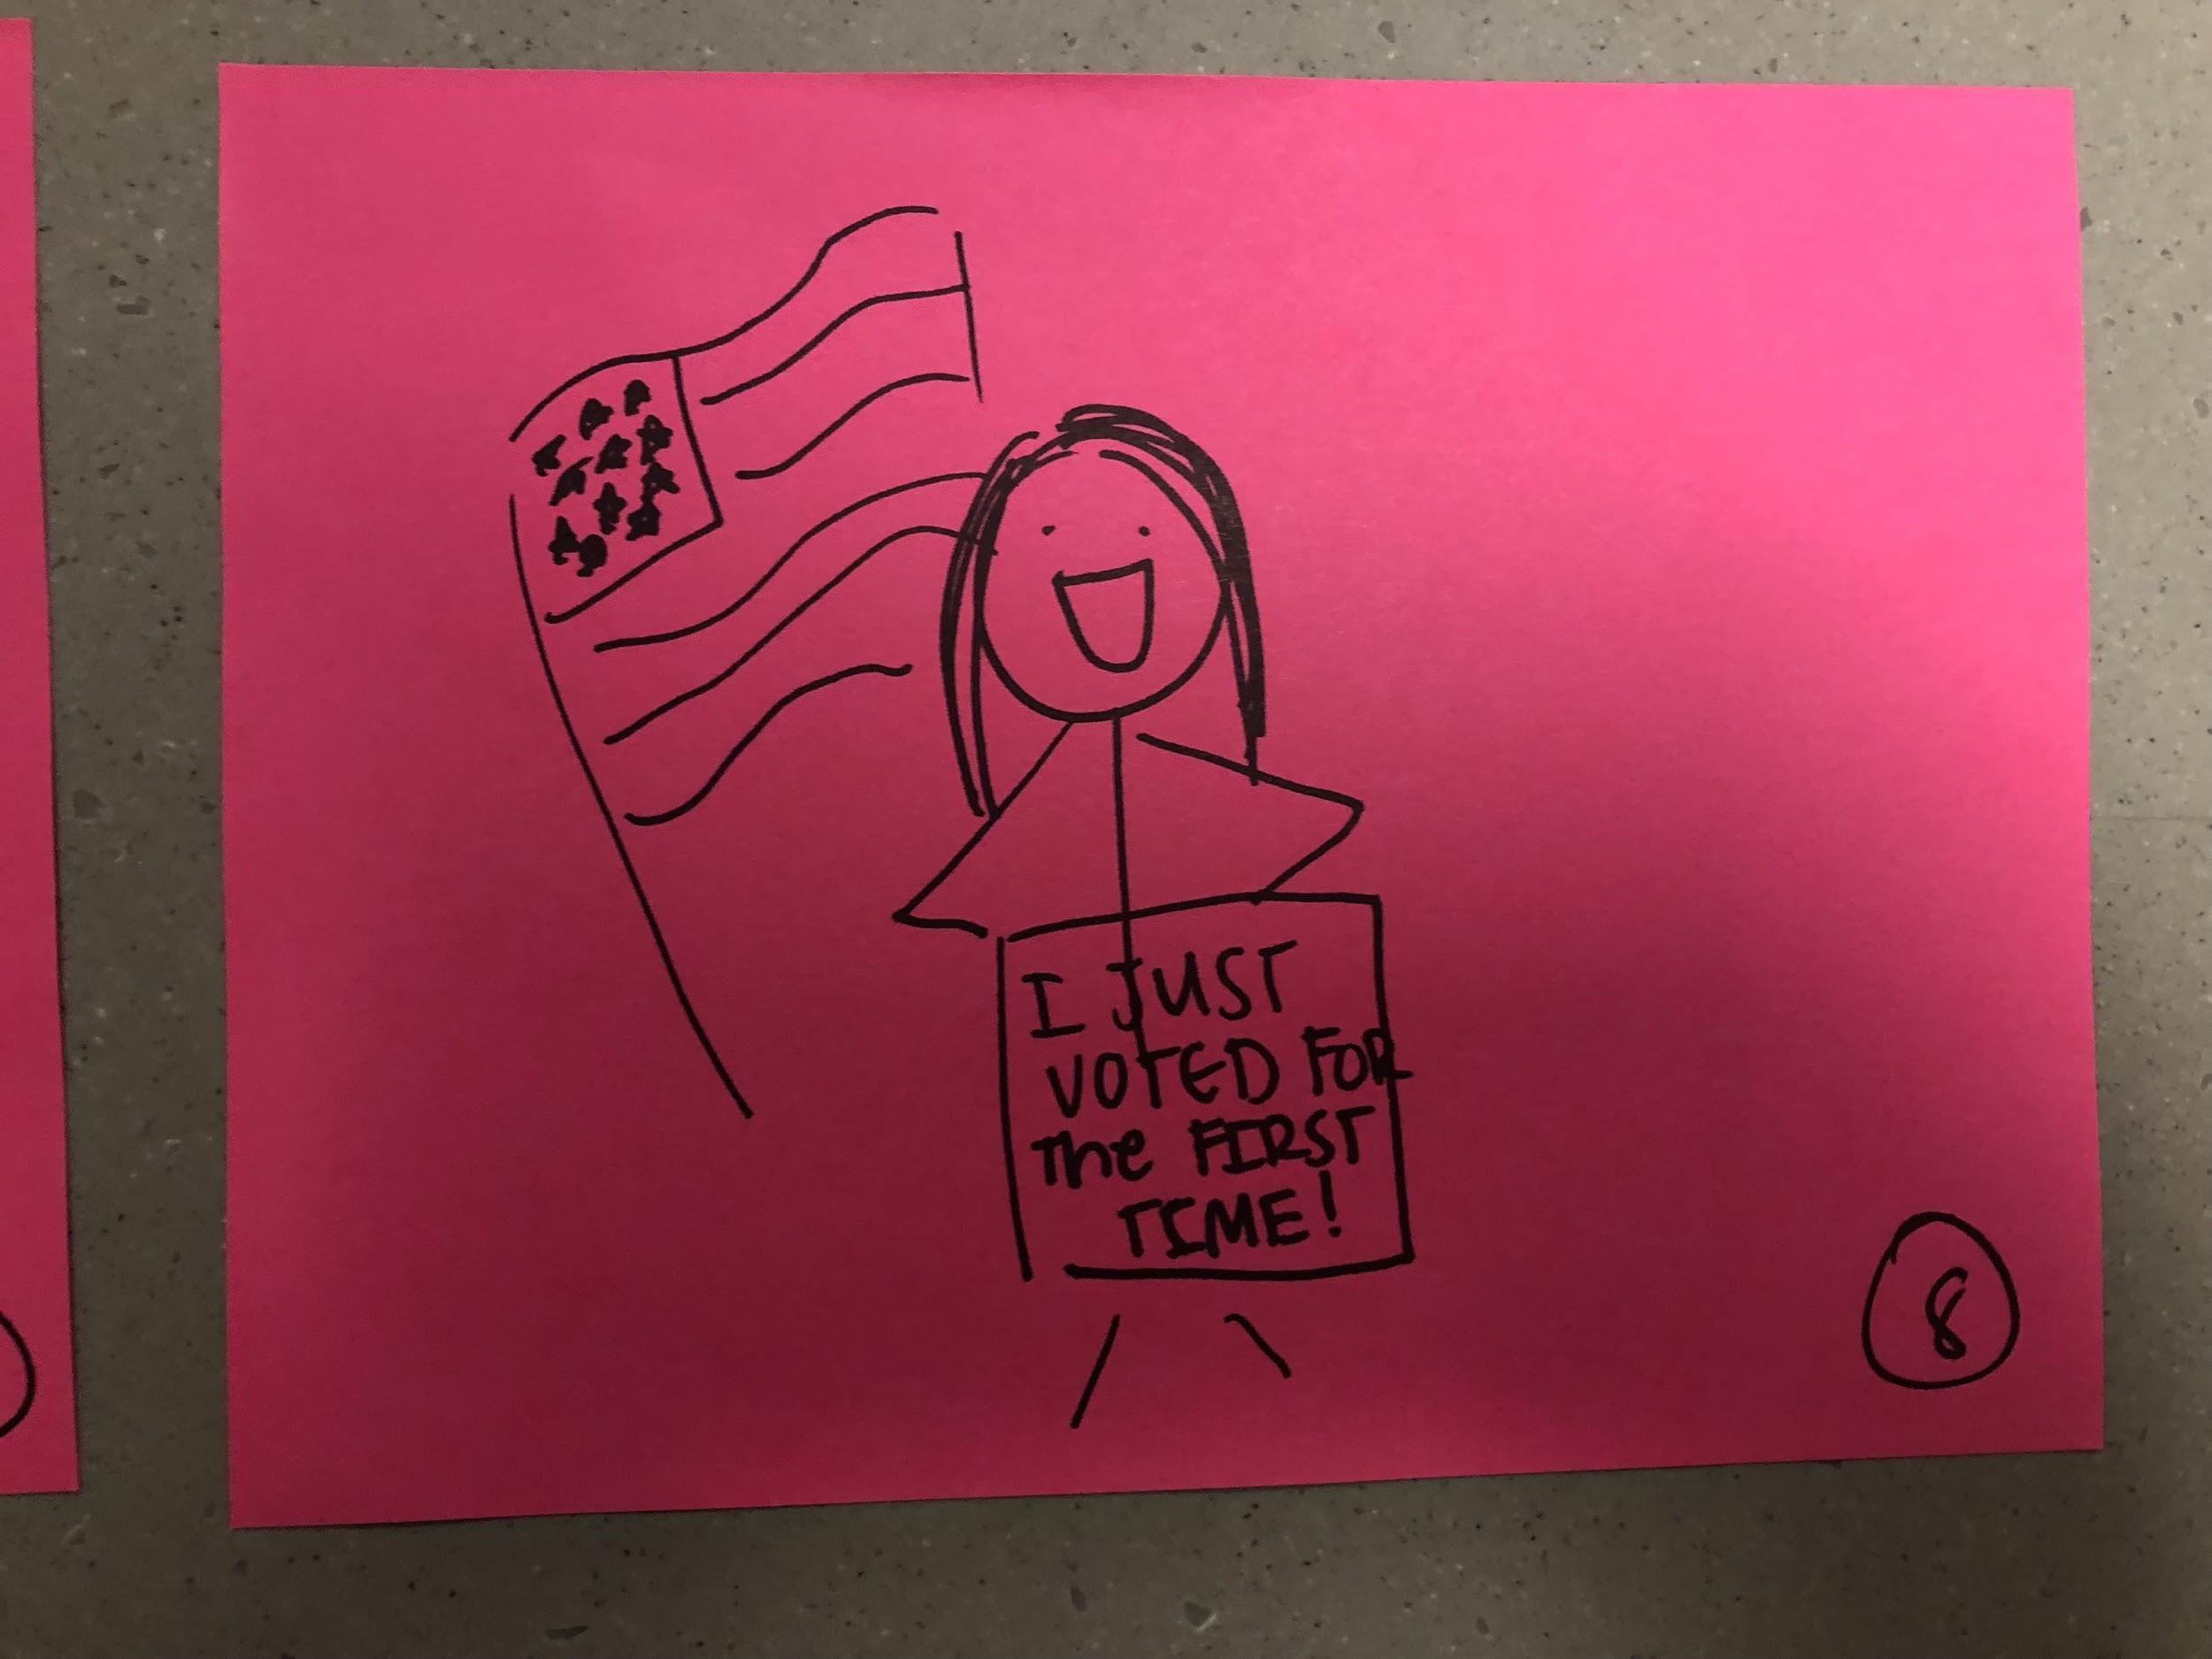 I JUST
VOTED FOR
The FIRST
TIME!
8